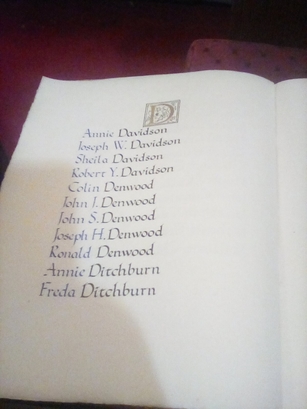 D
Annie Davidson
Joseph W. Davidson
Sheila Davidson
Robert Y. Davidson
Colin Denwood
John J. Denwood
John S. Denwood
Joseph H. Denwood
Ronald Denwood
Annie Ditchburn
Freda Ditchburn